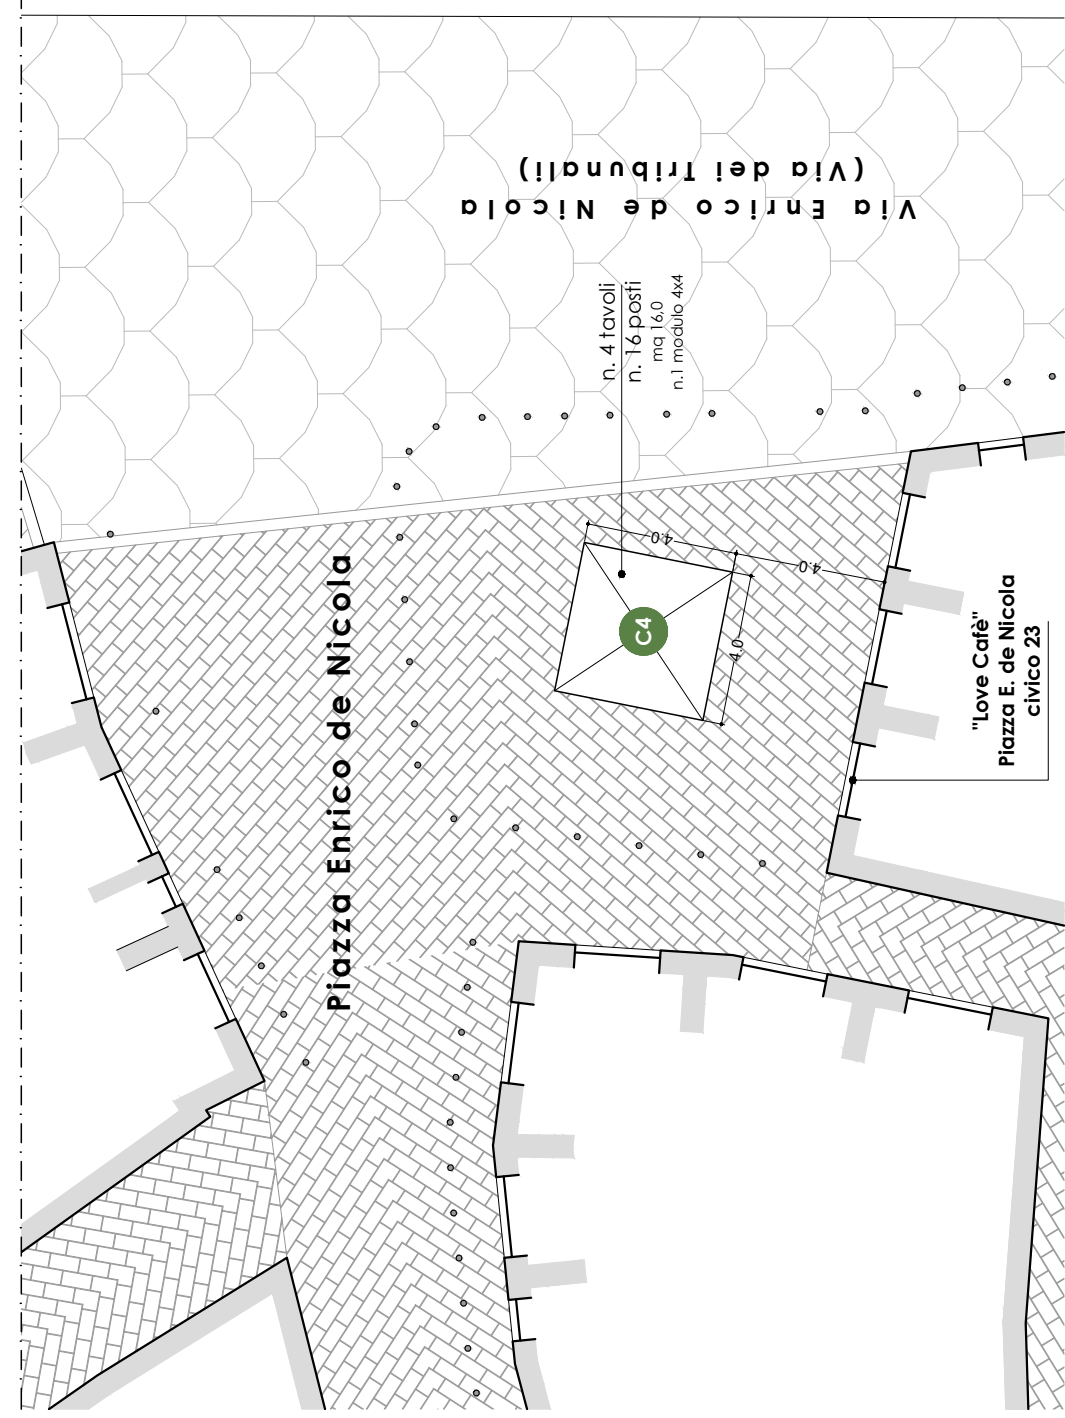 Via Enrico de Nicola
(Via dei Tribunali)
n. 4 tavoli
n. 16 posti
mq 16,0
n.1 modulo 4x4
4.0
4.0
4.0
C4
Piazza Enrico de Nicola
"Love Cafè"
Piazza E. de Nicola
civico 23